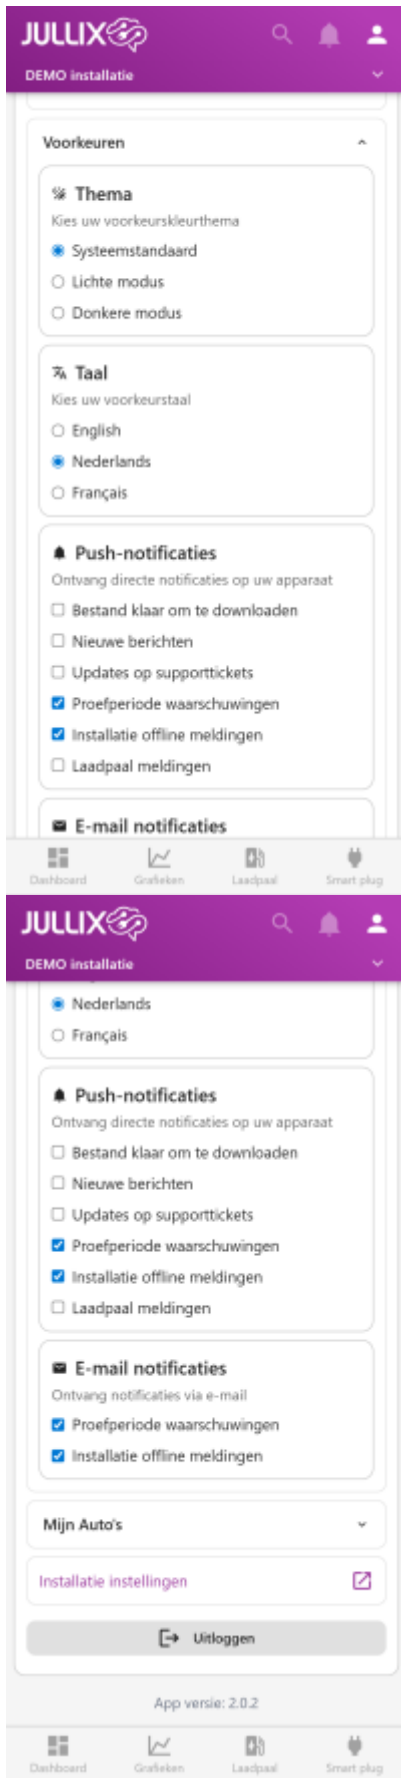 JULLIX
DEMO installatie
Voorkeuren
Thema
Kies uw voorkeurskleurthema
Systeemstandaard
Lichte modus
Donkere modus
Taal
Kies uw voorkeurstaal
English
Nederlands
Français
Push-notificaties
Ontvang directe notificaties op uw apparaat
Bestand klaar om te downloaden
Nieuwe berichten
Updates op supporttickets
Proefperiode waarschuwingen
Installatie offline meldingen
Laadpaal meldingen
E-mail notificaties
Dashboard Grafieken Laadpaal Smart plug
JULLIX
DEMO installatie
Nederlands
Français
Push-notificaties
Ontvang directe notificaties op uw apparaat
Bestand klaar om te downloaden
Nieuwe berichten
Updates op supporttickets
Proefperiode waarschuwingen
Installatie offline meldingen
Laadpaal meldingen
E-mail notificaties
Ontvang notificaties via e-mail
Proefperiode waarschuwingen
Installatie offline meldingen
Mijn Auto's
Installatie instellingen
Uitloggen
App versie: 2.0.2
Dashboard Grafieken Laadpaal Smart plug